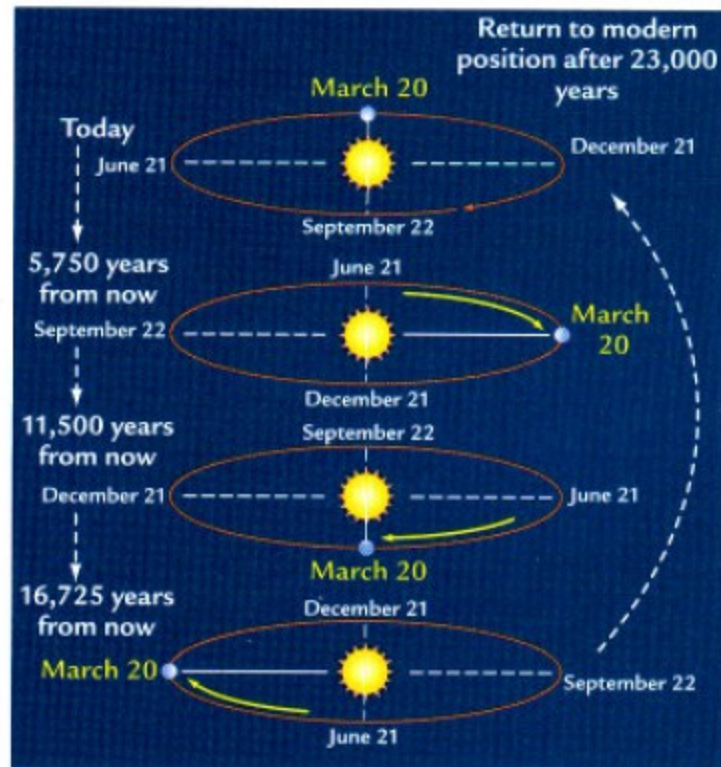 Return to modern
position after 23,000
years
March 20
Today
June 21
December 21
September 22
5,750 years
from now
June 21
September 22
March
20
December 21
11,500 years
from now
September 22
December 21
June 21
March 20
16,725 years
from now
December 21
March 20
September 22
June 21